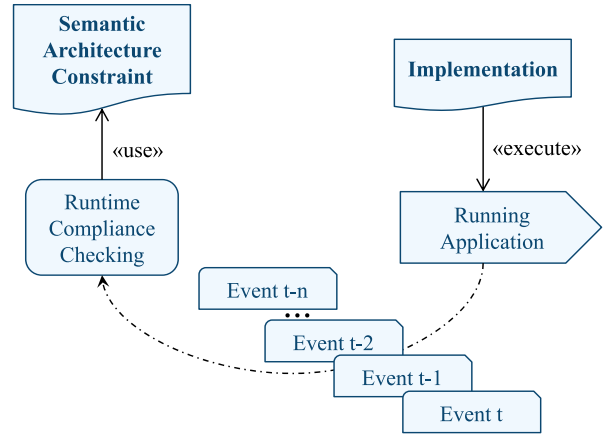 Semantic
Architecture
Constraint
Implementation
«use»
«execute»
Runtime
Compliance
Checking
Running
Application
Event t-n
•••
Event t-2
Event t-1
Event t